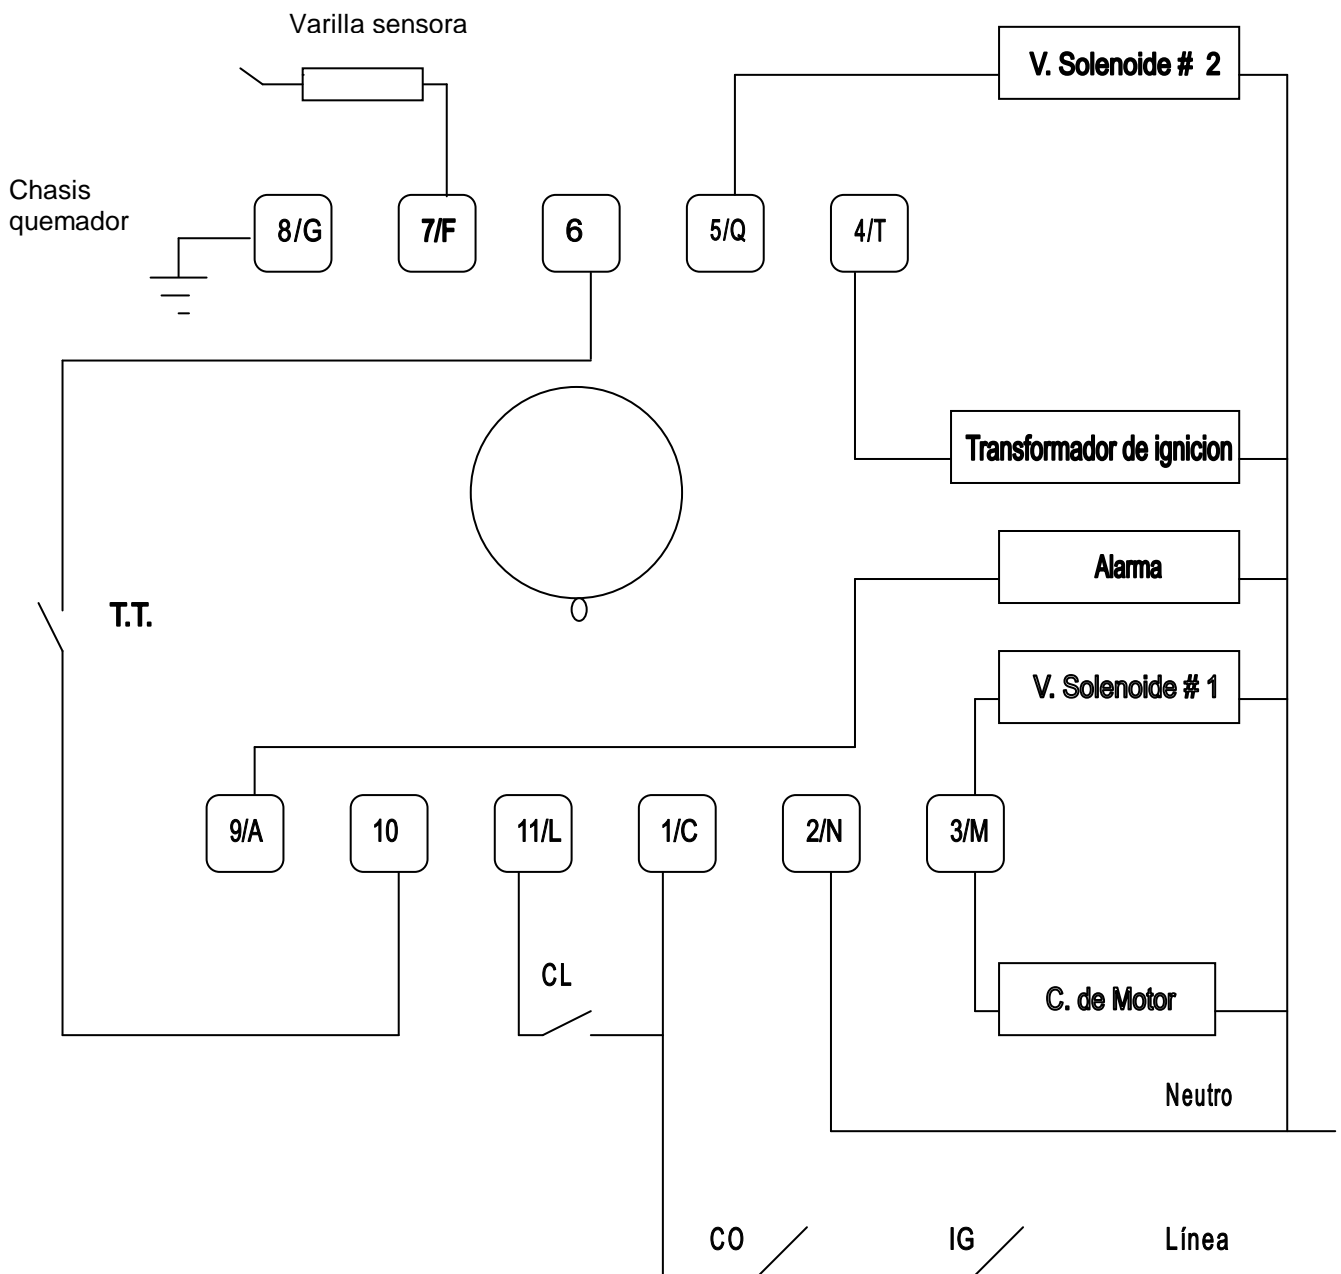 Varilla sensora
V. Solenoide # 2
Chasis
quemador
8/G
7/F
6
5/Q
4/T
Transformador de ignicion
Alarma
T.T.
V. Solenoide # 1
9/A
10
11/L
1/C
2/N
3/M
CL
C. de Motor
Neutro
CO
IG
Línea